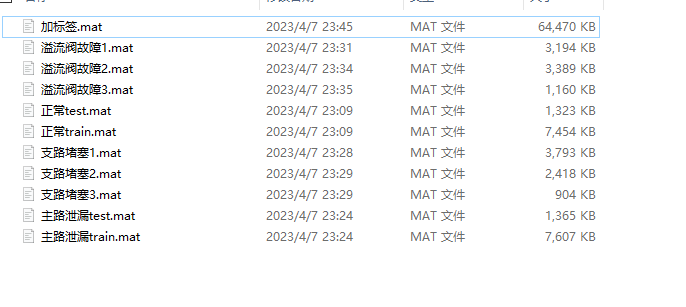 加标签.mat 2023/4/7 23:45 MAT 文件 64,470 KB
溢流阀故障1.mat 2023/4/7 23:31 MAT 文件 3,194 KB
溢流阀故障2.mat 2023/4/7 23:34 MAT 文件 3,389 KB
溢流阀故障3.mat 2023/4/7 23:35 MAT 文件 1,160 KB
正常test.mat 2023/4/7 23:09 MAT 文件 1,323 KB
正常train.mat 2023/4/7 23:09 MAT 文件 7,454 KB
支路堵塞1.mat 2023/4/7 23:28 MAT 文件 3,793 KB
支路堵塞2.mat 2023/4/7 23:29 MAT 文件 2,418 KB
支路堵塞3.mat 2023/4/7 23:29 MAT 文件 904 KB
主路泄漏test.mat 2023/4/7 23:24 MAT 文件 1,365 KB
主路泄漏train.mat 2023/4/7 23:24 MAT 文件 7,607 KB